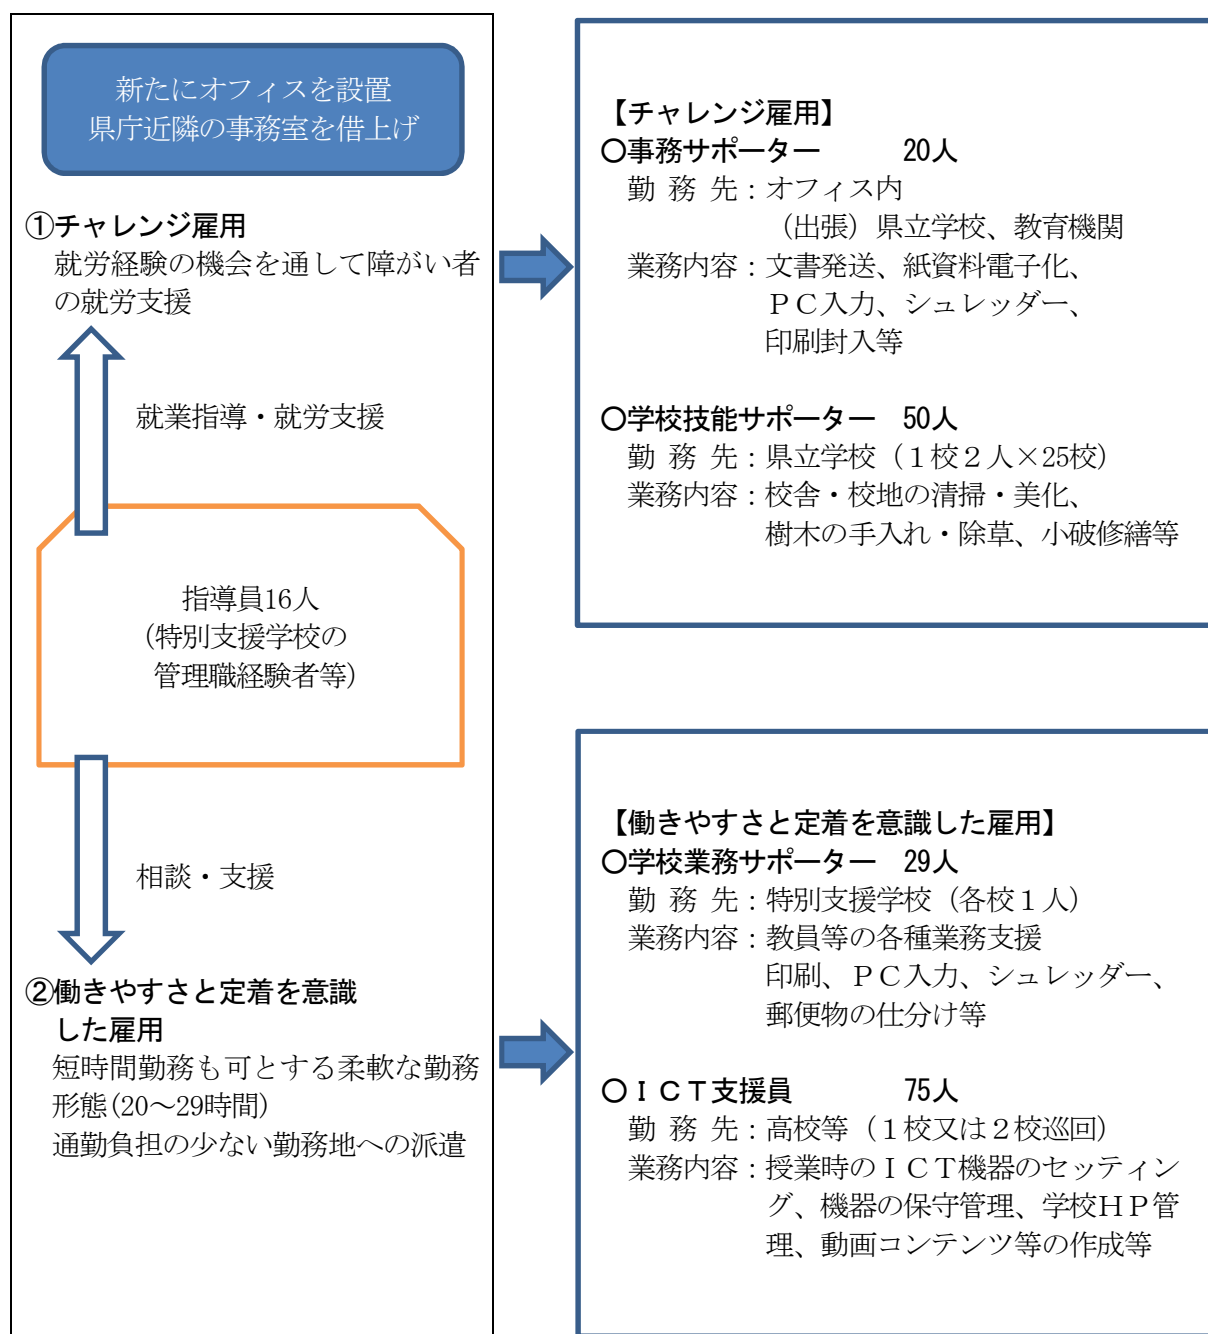 新たにオフィスを設置
県庁近隣の事務室を借上げ
①チャレンジ雇用
就労経験の機会を通して障がい者
の就労支援
就業指導・就労支援
指導員16人
(特別支援学校の
管理職経験者等)
相談・支援
②働きやすさと定着を意識
した雇用
短時間勤務も可とする柔軟な勤務
形態(20～29時間)
通勤負担の少ない勤務地への派遣
【チャレンジ雇用】
○事務サポーター　　　20人
勤 務 先：オフィス内
（出張）県立学校、教育機関
業務内容：文書発送、紙資料電子化、
ＰＣ入力、シュレッダー、
印刷封入等
○学校技能サポーター　50人
勤 務 先：県立学校（１校２人×25校）
業務内容：校舎・校地の清掃・美化、
樹木の手入れ・除草、小破修繕等
【働きやすさと定着を意識した雇用】
○学校業務サポーター　29人
勤 務 先：特別支援学校（各校１人）
業務内容：教員等の各種業務支援
印刷、ＰＣ入力、シュレッダー、
郵便物の仕分け等
○ＩＣＴ支援員　　　　75人
勤 務 先：高校等（１校又は２校巡回）
業務内容：授業時のＩＣＴ機器のセッティン
グ、機器の保守管理、学校ＨＰ管
理、動画コンテンツ等の作成等